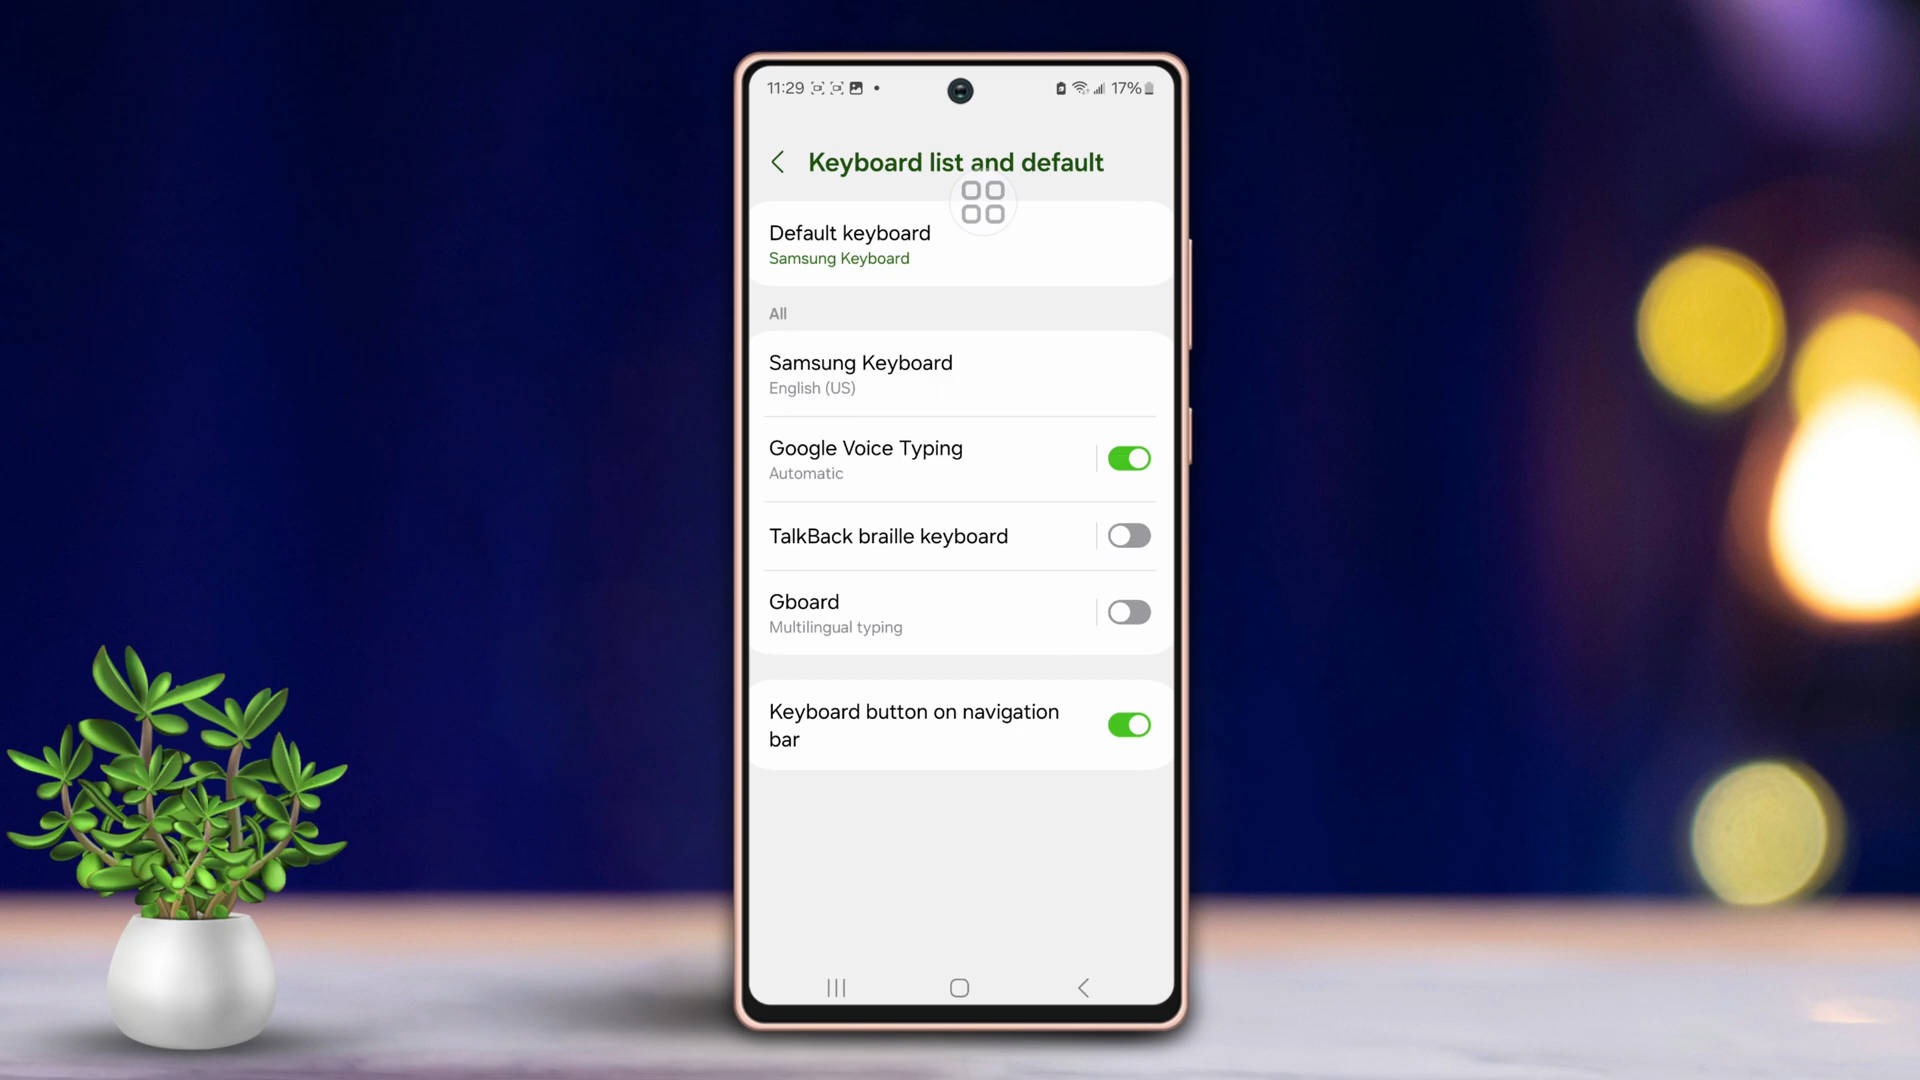 11:29
17%
Keyboard list and default
Default keyboard
Samsung Keyboard
All
Samsung Keyboard
English (US)
Google Voice Typing
Automatic
TalkBack braille keyboard
Gboard
Multilingual typing
Keyboard button on navigation
bar